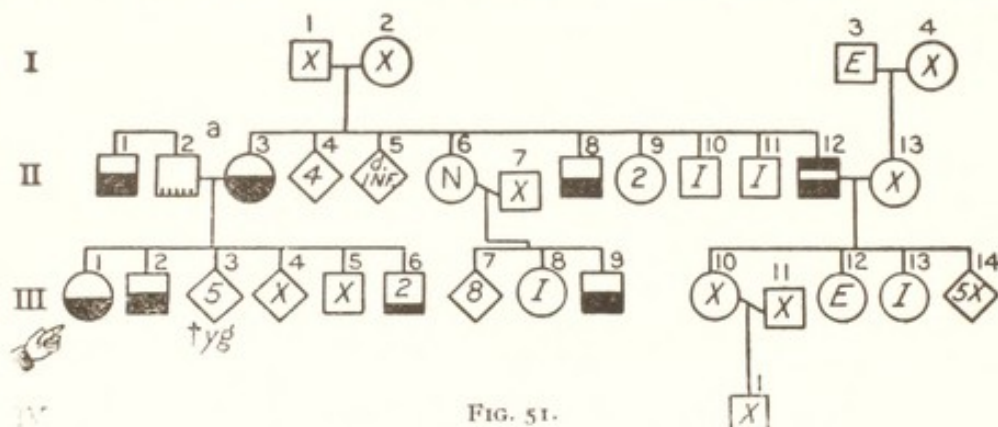 1 2 3 4
I X X E X
a
1 2 3 4 5 6 7 8 9 10 11 12 13
II 4 d. INF. N X 2 I I X
1 2 3 4 5 6 7 8 9 10 11 12 13 14
III 5 X X 2 8 I X X E I 5X
†yg
1
IV X
FIG. 51.